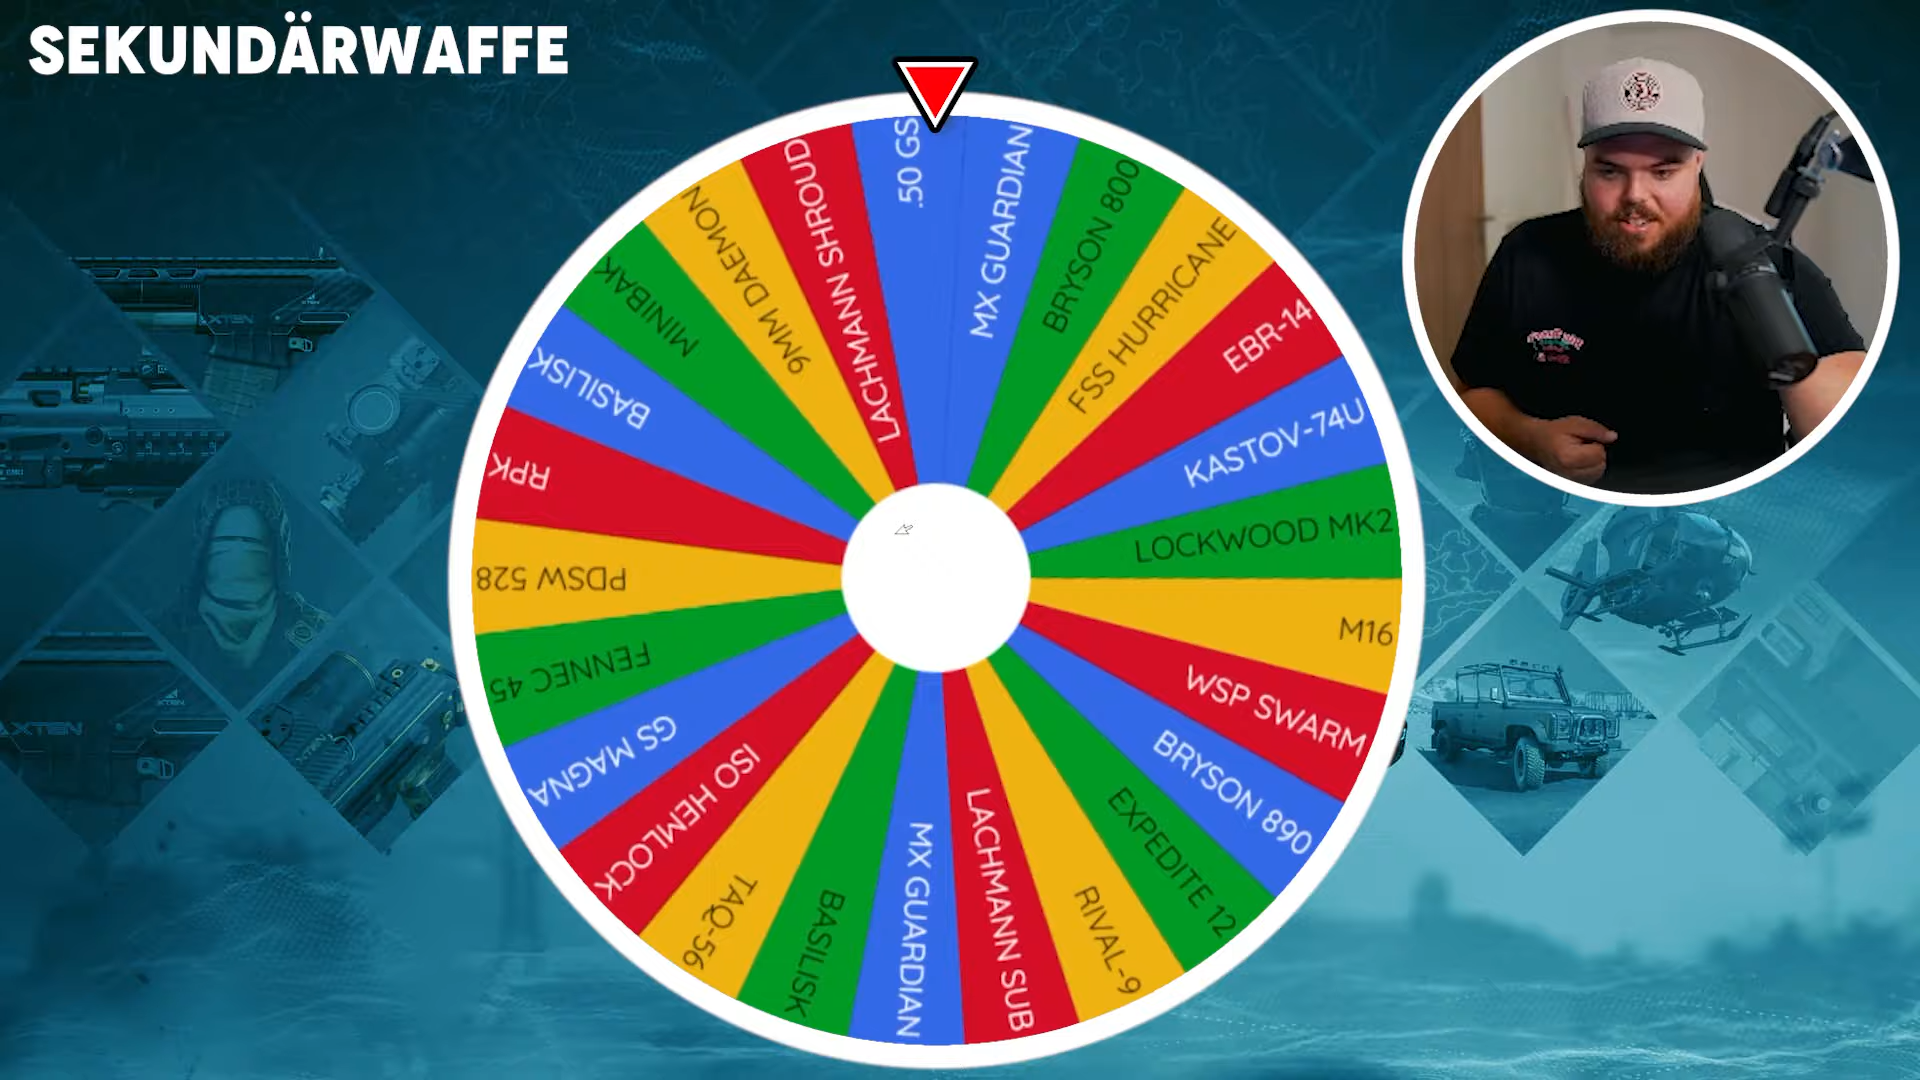 SEKUNDÄRWAFFE
.50 GS
MX GUARDIAN
BRYSON 800
FSS HURRICANE
EBR-14
KASTOV-74U
LOCKWOOD MK2
M16
WSP SWARM
BRYSON 890
EXPEDITE 12
RIVAL-9
LACHMANN SUB
MX GUARDIAN
BASILISK
TAQ-56
ISO HEMLOCK
GS MAGNA
FENNEC 45
PDSW 528
RPK
BASILISK
MINIBAK
9MM DAEMON
LACHMANN SHROUD